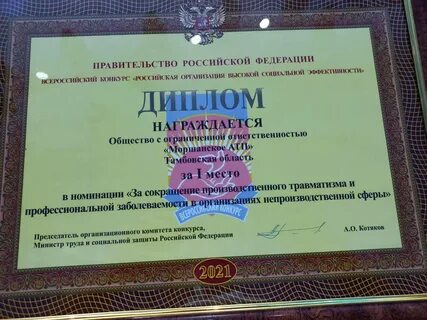 ПРАВИТЕЛЬСТВО РОССИЙСКОЙ ФЕДЕРАЦИИ
ВСЕРОССИЙСКИЙ КОНКУРС «РОССИЙСКАЯ ОРГАНИЗАЦИЯ ВЫСОКОЙ СОЦИАЛЬНОЙ ЭФФЕКТИВНОСТИ»
ДИПЛОМ
НАГРАЖДАЕТСЯ
Общество с ограниченной ответственностью
«Моршанское АТП»
Тамбовская область
за I место
в номинации «За сокращение производственного травматизма и
профессиональной заболеваемости в организациях непроизводственной сферы»
Председатель организационного комитета конкурса,
Министр труда и социальной защиты Российской Федерации
А.О. Котяков
ВСЕРОССИЙСКИЙ КОНКУРС
2021